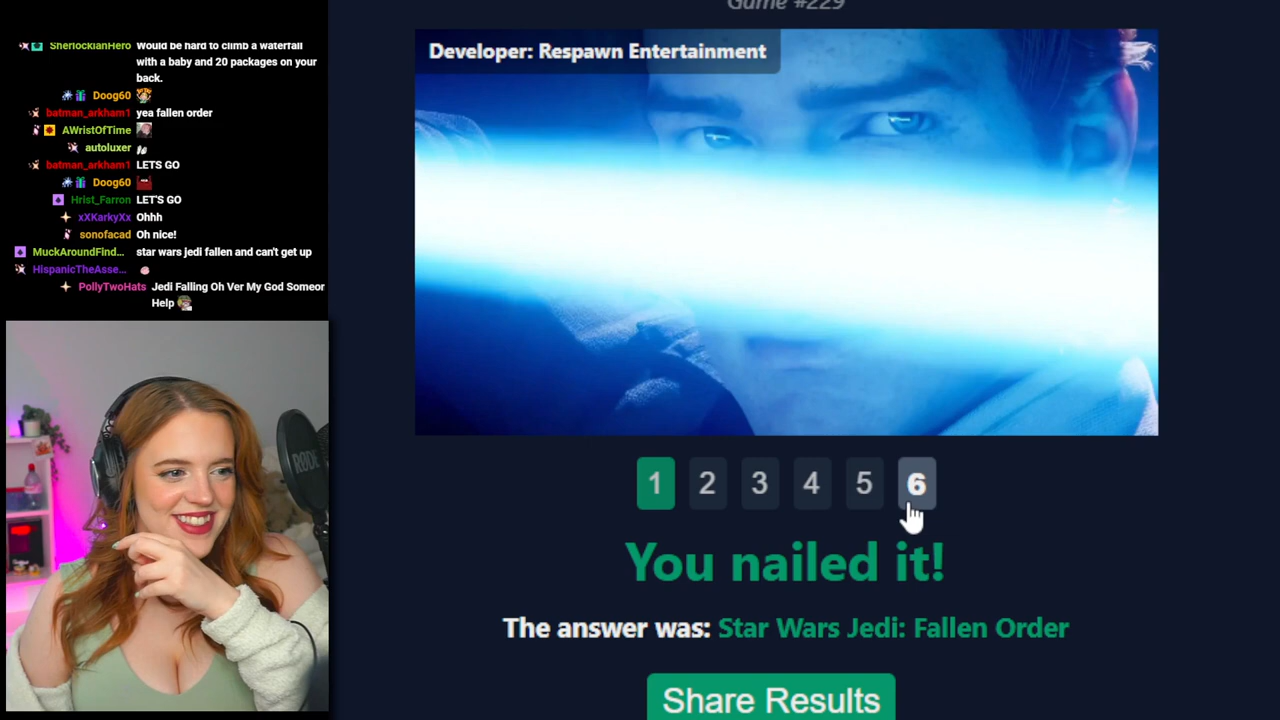 Game #229
SherlockianHero Would be hard to climb a waterfall
with a baby and 20 packages on your
back.
Doog60
batman_arkham1 yea fallen order
AWristOfTime
autoluxer
batman_arkham1 LETS GO
Doog60
Hrist_Farron LET'S GO
xXKarkyXx Ohhh
sonofacad Oh nice!
MuckAroundFind... star wars jedi fallen and can't get up
HispanicTheAsse...
PollyTwoHats Jedi Falling Oh Ver My God Someor
Help
Developer: Respawn Entertainment
RØDE
1 2 3 4 5 6
You nailed it!
The answer was: Star Wars Jedi: Fallen Order
Share Results